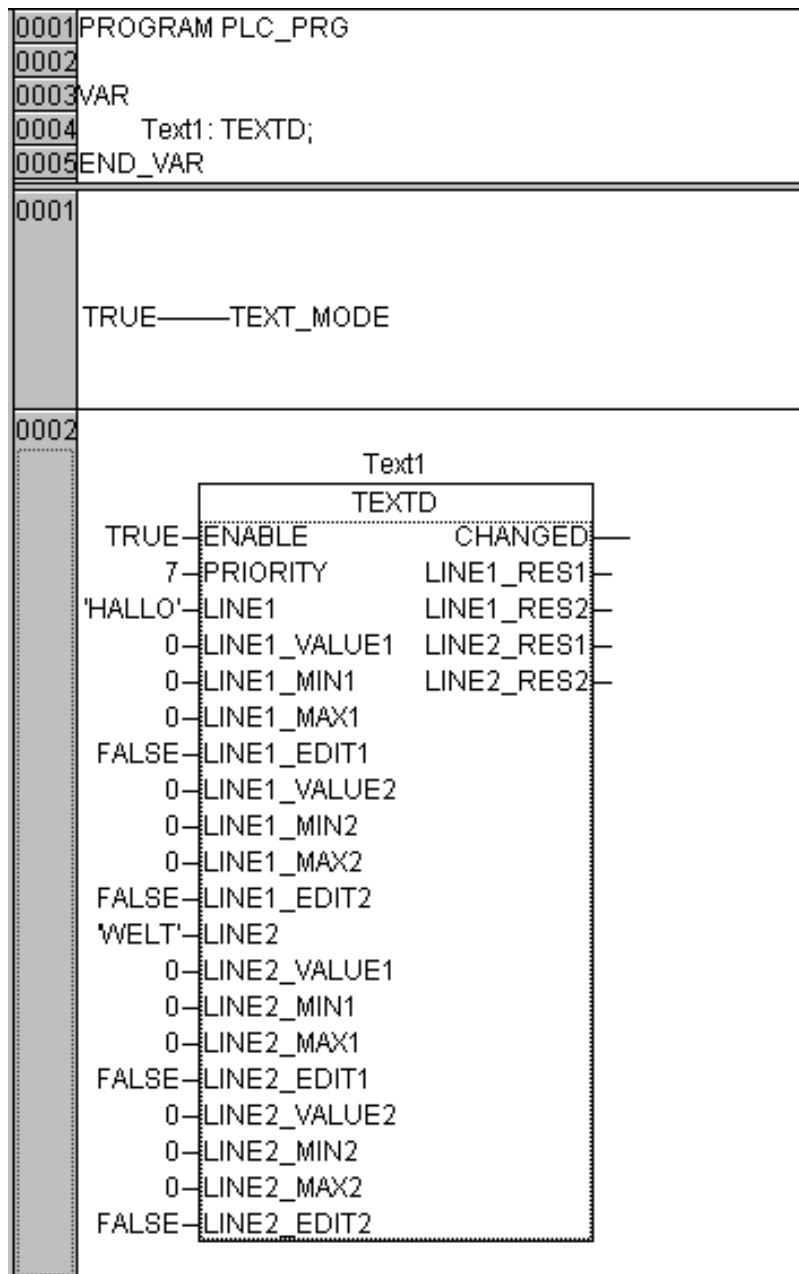 0001 PROGRAM PLC_PRG
0002
0003 VAR
0004 Text1: TEXTD;
0005 END_VAR
0001
TRUE TEXT_MODE
0002
Text1
TEXTD
TRUE ENABLE CHANGED
7 PRIORITY LINE1_RES1
'HALLO' LINE1 LINE1_RES2
0 LINE1_VALUE1 LINE2_RES1
0 LINE1_MIN1 LINE2_RES2
0 LINE1_MAX1
FALSE LINE1_EDIT1
0 LINE1_VALUE2
0 LINE1_MIN2
0 LINE1_MAX2
FALSE LINE1_EDIT2
'WELT' LINE2
0 LINE2_VALUE1
0 LINE2_MIN1
0 LINE2_MAX1
FALSE LINE2_EDIT1
0 LINE2_VALUE2
0 LINE2_MIN2
0 LINE2_MAX2
FALSE LINE2_EDIT2